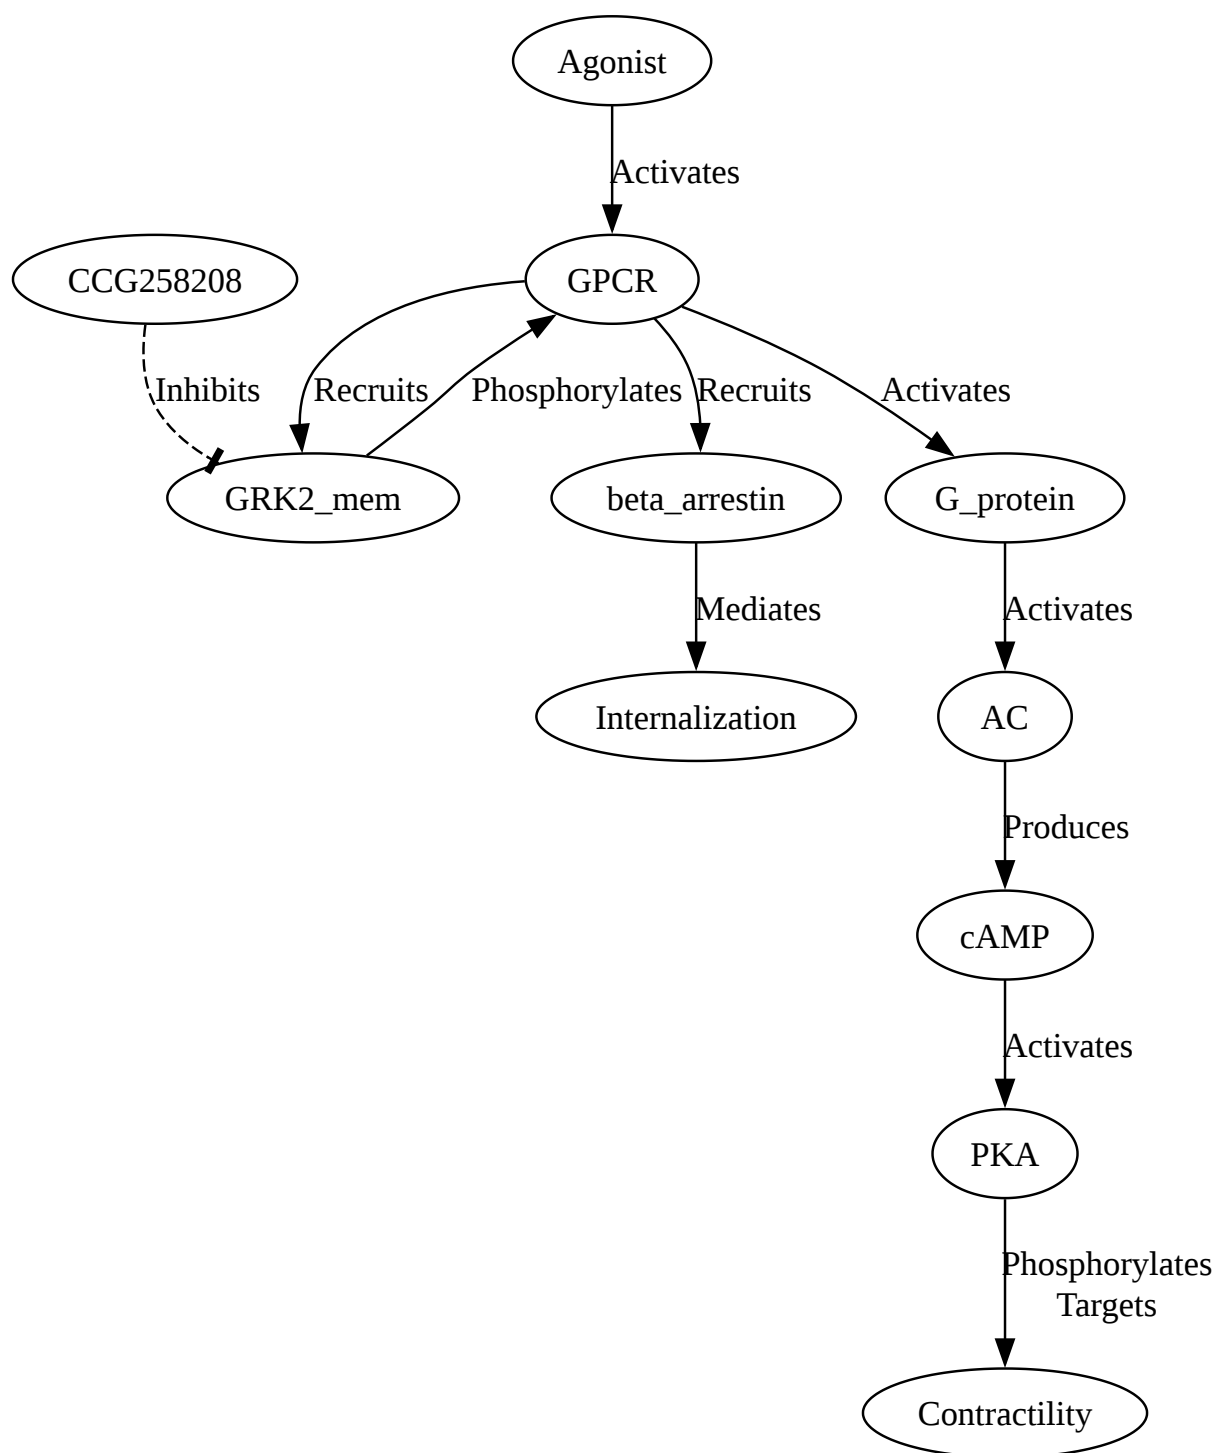 Agonist
Activates
CCG258208
GPCR
Inhibits
Recruits
Phosphorylates
Recruits
Activates
GRK2_mem
beta_arrestin
G_protein
Mediates
Activates
Internalization
AC
Produces
cAMP
Activates
PKA
Phosphorylates
Targets
Contractility